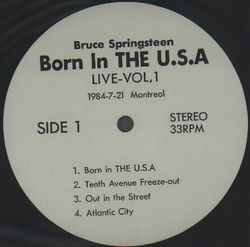 Bruce Springsteen
Born In THE U.S.A
LIVE-VOL,1
1984-7-21 Montreol
SIDE 1
STEREO
33RPM
1. Born in THE U.S.A
2. Tenth Avenue Freeze-out
3. Out in the Street
4. Atlantic City